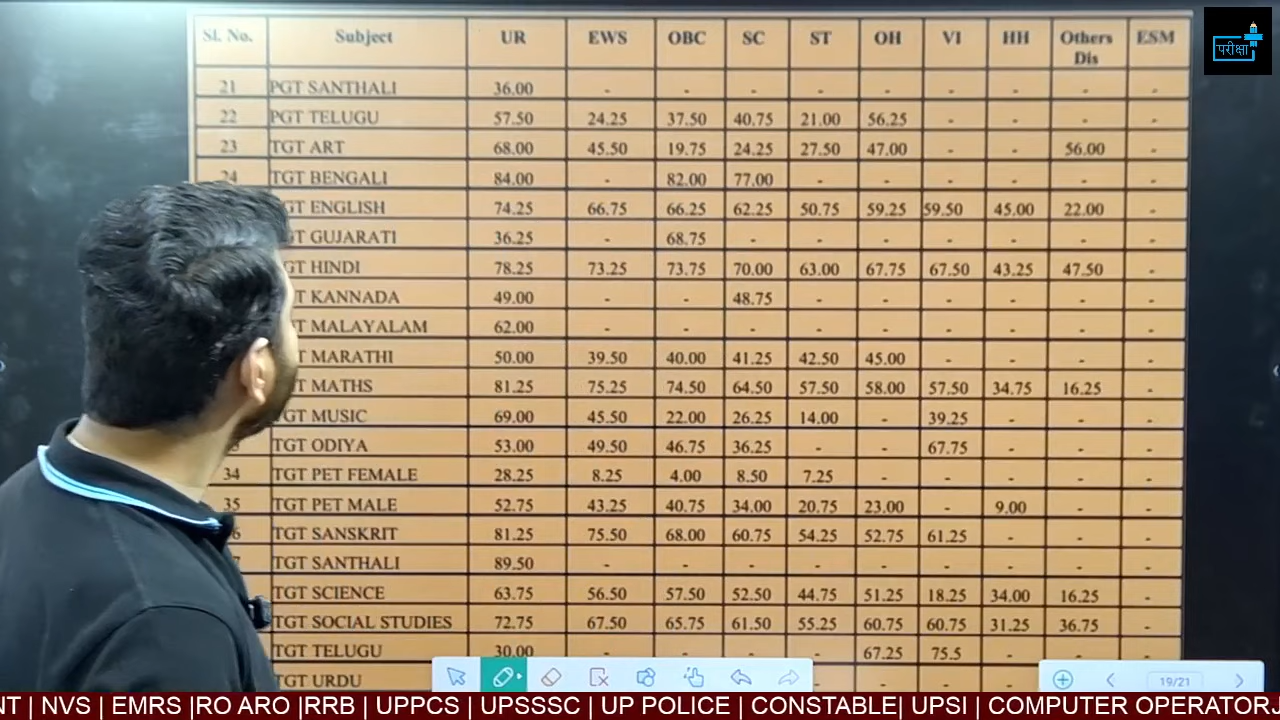 Sl. No. Subject UR EWS OBC SC ST OH VI HH Others Dis ESM
परीक्षा
21 PGT SANTHALI 36.00 - - - - - - - - -
22 PGT TELUGU 57.50 24.25 37.50 40.75 21.00 56.25 - - - -
23 TGT ART 68.00 45.50 19.75 24.25 27.50 47.00 - - 56.00 -
24 TGT BENGALI 84.00 - 82.00 77.00 - - - - - -
GT ENGLISH 74.25 66.75 66.25 62.25 50.75 59.25 59.50 45.00 22.00 -
GT GUJARATI 36.25 - 68.75 - - - - - - -
GT HINDI 78.25 73.25 73.75 70.00 63.00 67.75 67.50 43.25 47.50 -
T KANNADA 49.00 - - 48.75 - - - - - -
T MALAYALAM 62.00 - - - - - - - - -
T MARATHI 50.00 39.50 40.00 41.25 42.50 45.00 - - - -
T MATHS 81.25 75.25 74.50 64.50 57.50 58.00 57.50 34.75 16.25 -
TGT MUSIC 69.00 45.50 22.00 26.25 14.00 - 39.25 - - -
TGT ODIYA 53.00 49.50 46.75 36.25 - - 67.75 - - -
34 TGT PET FEMALE 28.25 8.25 4.00 8.50 7.25 - - - - -
35 TGT PET MALE 52.75 43.25 40.75 34.00 20.75 23.00 - 9.00 - -
6 TGT SANSKRIT 81.25 75.50 68.00 60.75 54.25 52.75 61.25 - - -
TGT SANTHALI 89.50 - - - - - - - - -
TGT SCIENCE 63.75 56.50 57.50 52.50 44.75 51.25 18.25 34.00 16.25 -
TGT SOCIAL STUDIES 72.75 67.50 65.75 61.50 55.25 60.75 60.75 31.25 36.75 -
TGT TELUGU 30.00 - - - - 67.25 75.5 - - -
TGT URDU - - - -
19/21
NT | NVS | EMRS |RO ARO |RRB | UPPCS | UPSSSC | UP POLICE | CONSTABLE| UPSI | COMPUTER OPERATOR